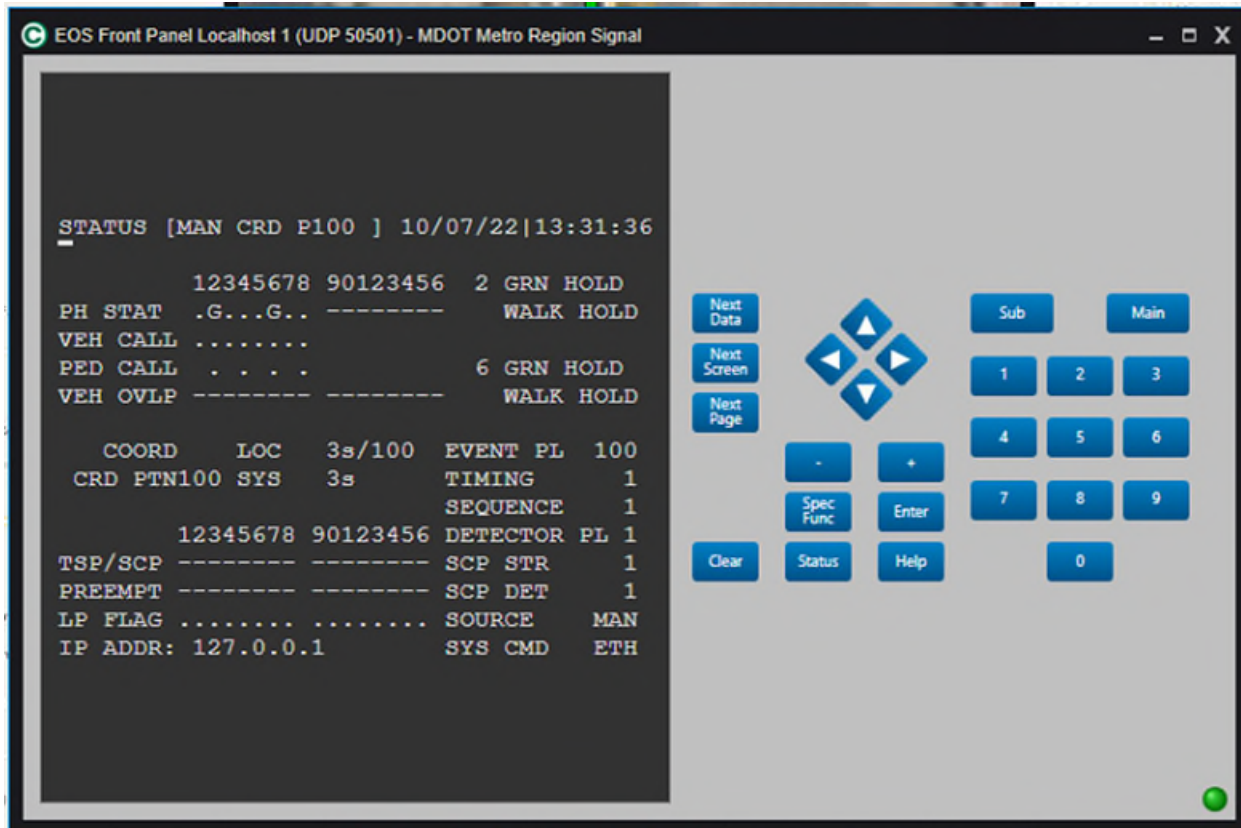 EOS Front Panel Localhost 1 (UDP 50501) - MDOT Metro Region Signal
STATUS [MAN CRD P100 ] 10/07/22|13:31:36
12345678 90123456 2 GRN HOLD
PH STAT .G...G.. -------- WALK HOLD
VEH CALL ........
PED CALL . . . . 6 GRN HOLD
VEH OVLP -------- -------- WALK HOLD
COORD LOC 3s/100 EVENT PL 100
CRD PTN100 SYS 3s TIMING 1
SEQUENCE 1
12345678 90123456 DETECTOR PL 1
TSP/SCP -------- -------- SCP STR 1
PREEMPT -------- -------- SCP DET 1
LP FLAG ........ ........ SOURCE MAN
IP ADDR: 127.0.0.1 SYS CMD ETH
Next Data
Next Screen
Next Page
- +
Spec Func
Enter
Clear
Status
Help
Sub Main
1 2 3
4 5 6
7 8 9
0